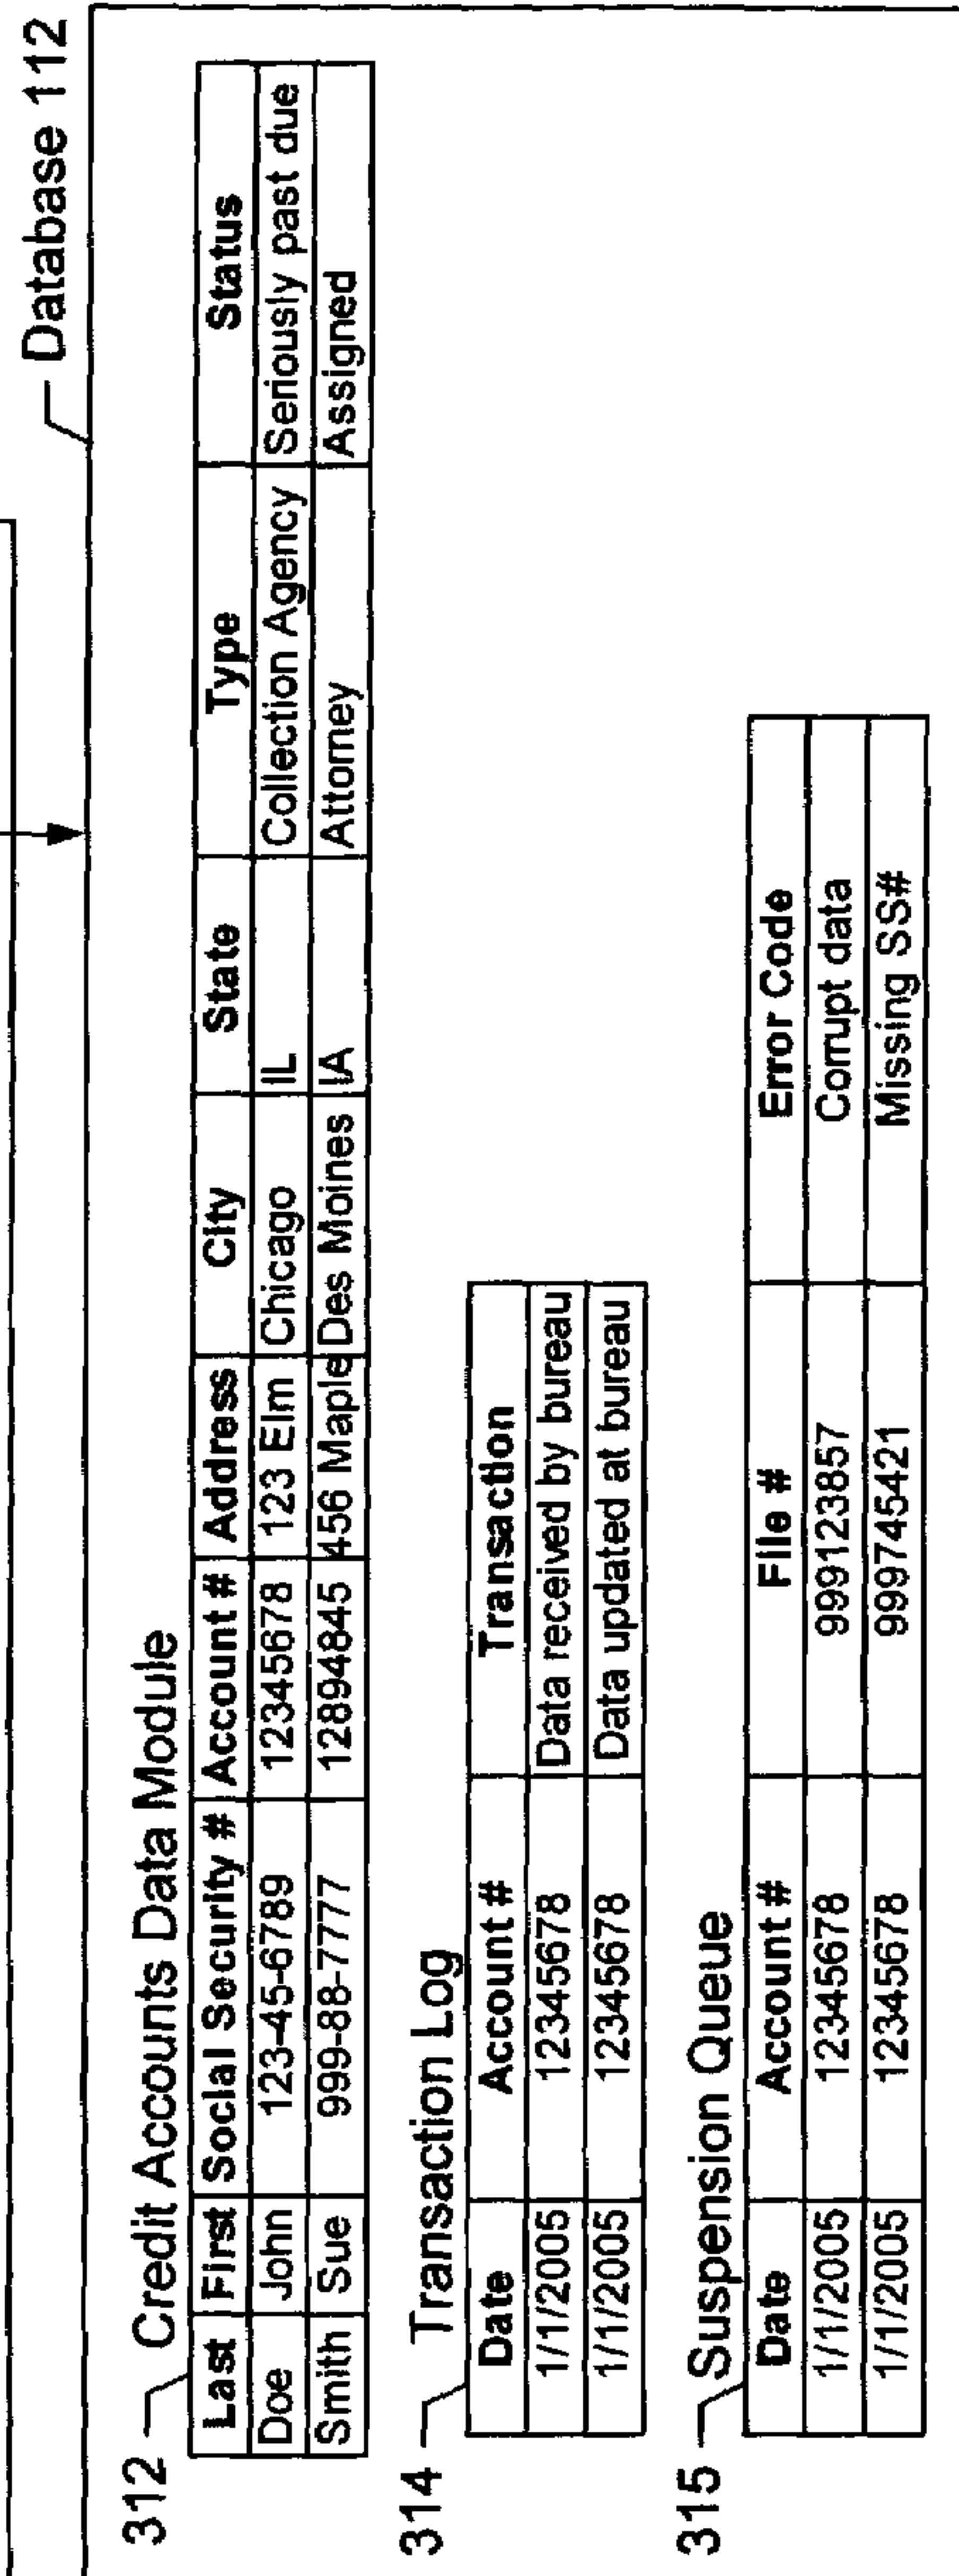 Database 112
312 Credit Accounts Data Module
Last First Social Security # Account # Address City State Type Status
Doe John 123-45-6789 12345678 123 Elm Chicago IL Collection Agency Seriously past due
Smith Sue 999-88-7777 12894845 456 Maple Des Moines IA Attorney Assigned
314 Transaction Log
Date Account # Transaction
1/1/2005 12345678 Data received by bureau
1/1/2005 12345678 Data updated at bureau
315 Suspension Queue
Date Account # File # Error Code
1/1/2005 12345678 999123857 Corrupt data
1/1/2005 12345678 999745421 Missing SS#